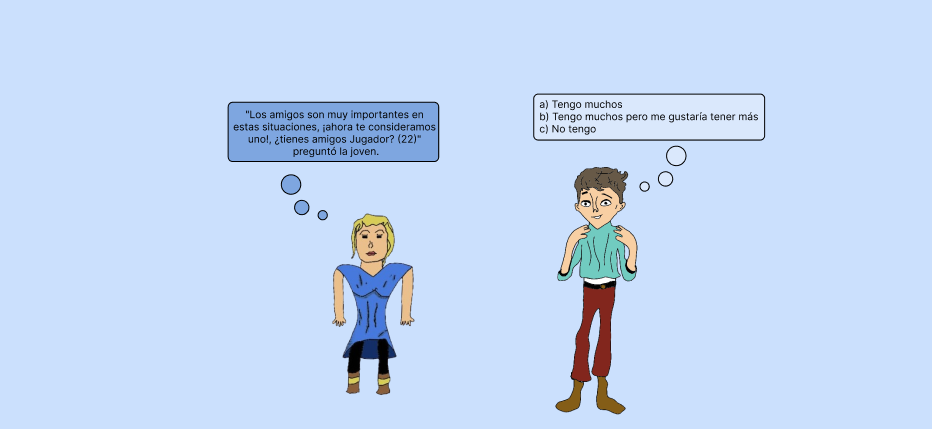 "Los amigos son muy importantes en
estas situaciones, ¡ahora te consideramos
uno!, ¿tienes amigos Jugador? (22)"
preguntó la joven.
a) Tengo muchos
b) Tengo muchos pero me gustaría tener más
c) No tengo